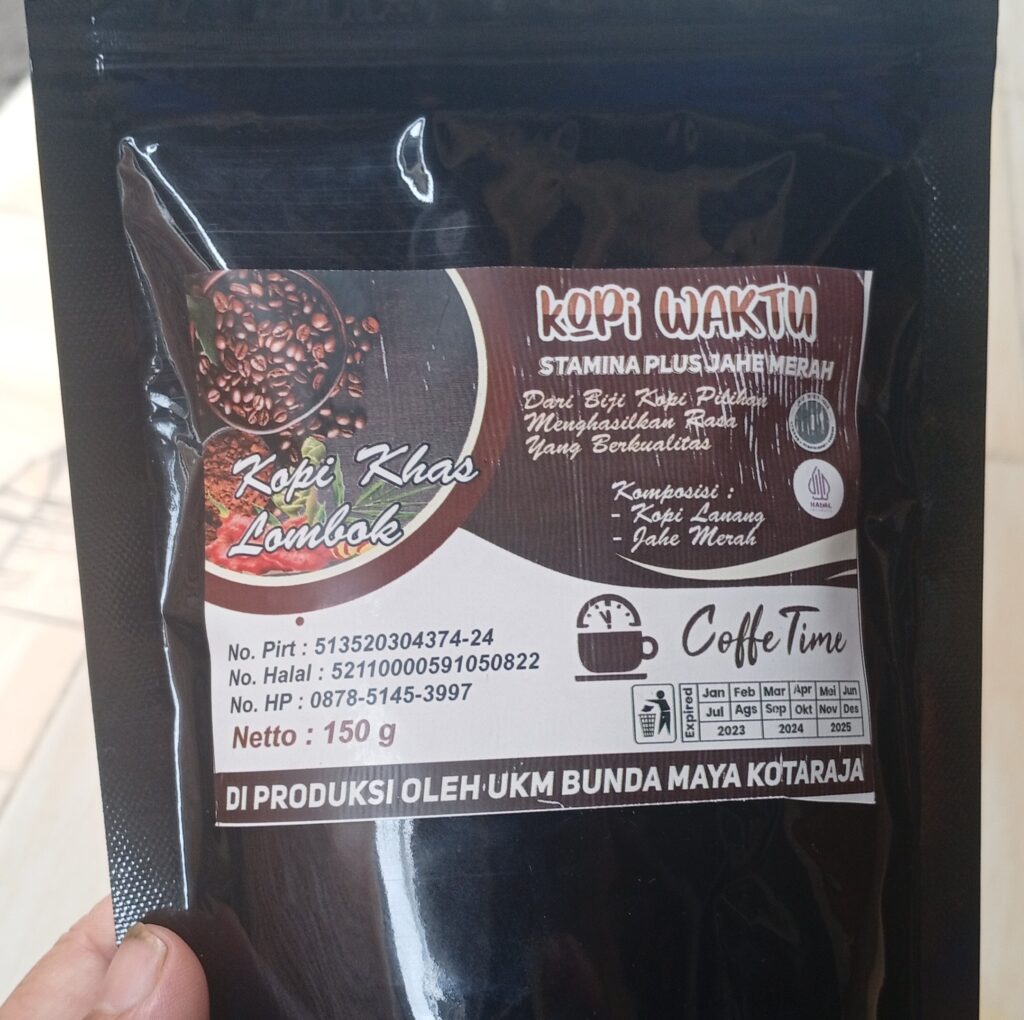 Kopi WAKTU
STAMINA PLUS JAHE MERAH
Dari Biji Kopi Pilihan
Menghasilkan Rasa
Yang Berkualitas
Kopi Khas
Lombok
Komposisi :
- Kopi Lanang
- Jahe Merah
HALAL
No. Pirt : 513520304374-24
No. Halal : 52110000591050822
No. HP : 0878-5145-3997
Netto : 150 g
Coffe Time
Expired
Jan Feb Mar Apr Mei Jun
Jul Ags Sep Okt Nov Des
2023 2024 2025
DI PRODUKSI OLEH UKM BUNDA MAYA KOTARAJA